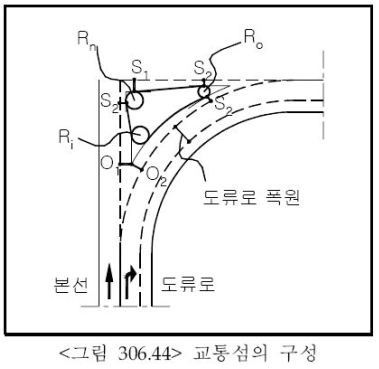 Rn
Ro
S1
S2
S2
S2
Ri
O1
O2
도류로 폭원
본선
도류로
<그림 306.44> 교통섬의 구성